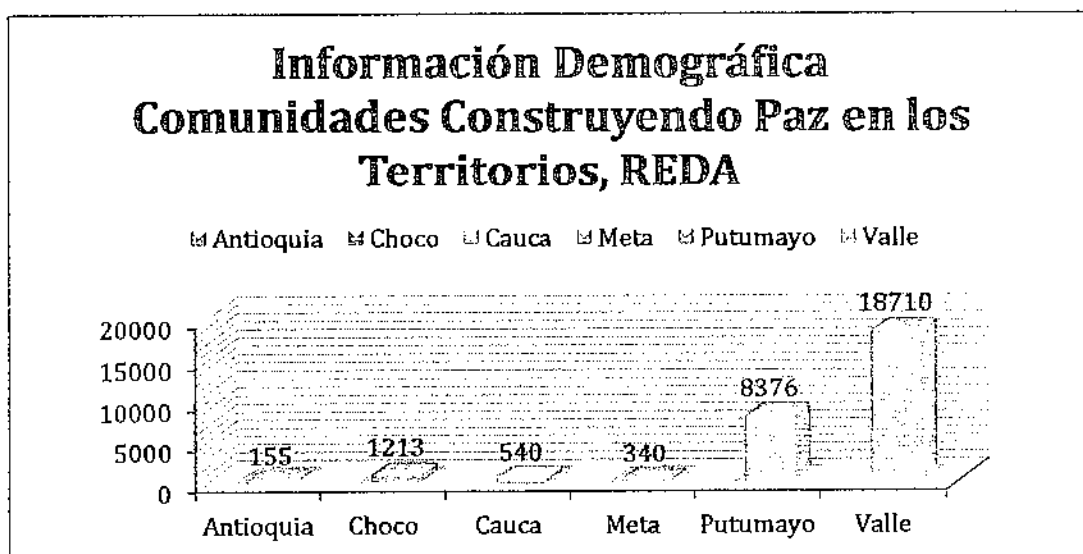 Información Demográfica
Comunidades Construyendo Paz en los
Territorios, REDA
Antioquia Choco Cauca Meta Putumayo Valle
20000
15000
10000
5000
0
155
1213
540
340
8376
18710
Antioquia Choco Cauca Meta Putumayo Valle